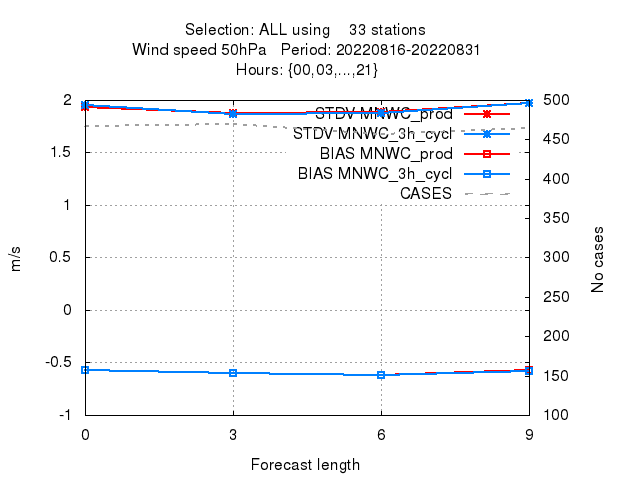 Selection: ALL using 33 stations
Wind speed 50hPa Period: 20220816-20220831
Hours: {00,03,...,21}
2
1.5
1
0.5
0
-0.5
-1
m/s
500
450
400
350
300
250
200
150
100
No cases
STDV MNWC_prod
STDV MNWC_3h_cycl
BIAS MNWC_prod
BIAS MNWC_3h_cycl
CASES
0 3 6 9
Forecast length